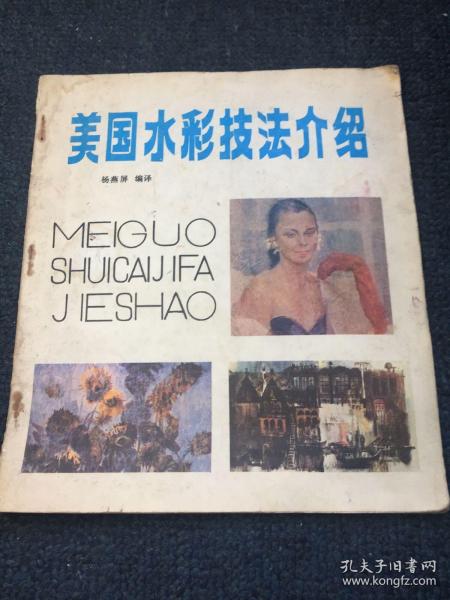 美国水彩技法介绍
杨燕屏 编译
MEIGUO
SHUICAIJIFA
JIESHAO
孔夫子旧书网
www.kongfz.com